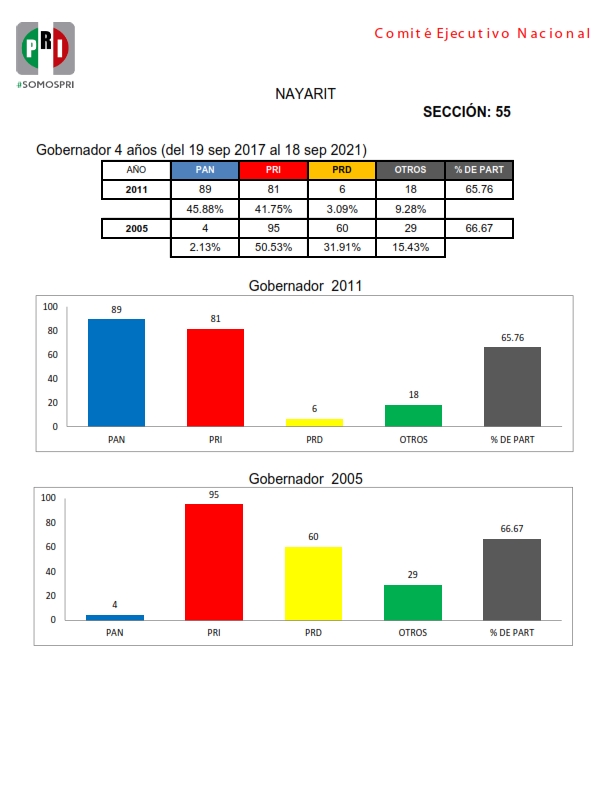 Comité Ejecutivo Nacional
PRI
#SOMOSPRI
NAYARIT
SECCIÓN: 55
Gobernador 4 años (del 19 sep 2017 al 18 sep 2021)
AÑO PAN PRI PRD OTROS % DE PART
2011 89 81 6 18 65.76
45.88% 41.75% 3.09% 9.28%
2005 4 95 60 29 66.67
2.13% 50.53% 31.91% 15.43%
Gobernador 2011
100
80
60
40
20
0
89
81
6
18
65.76
PAN PRI PRD OTROS % DE PART
Gobernador 2005
100
80
60
40
20
0
4
95
60
29
66.67
PAN PRI PRD OTROS % DE PART